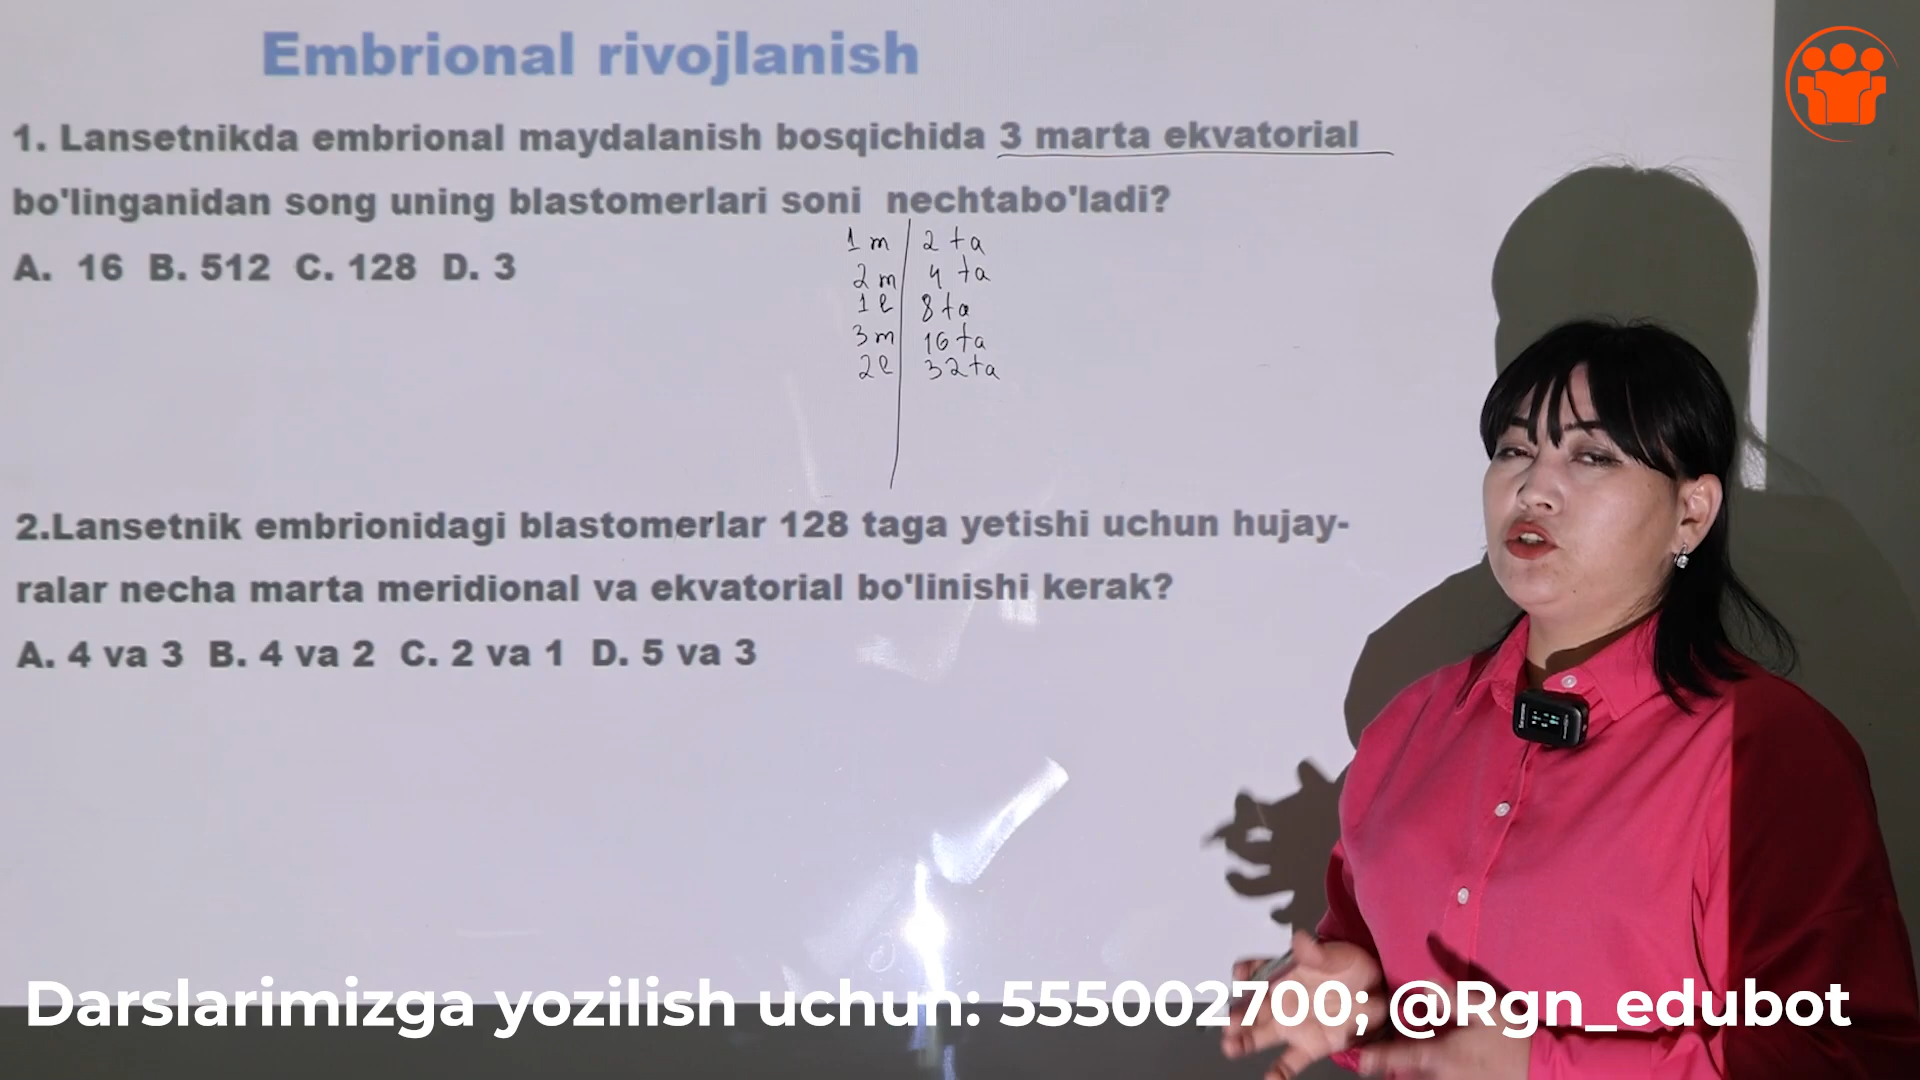 Embrional rivojlanish
1. Lansetnikda embrional maydalanish bosqichida 3 marta ekvatorial
bo'linganidan song uning blastomerlari soni nechtabo'ladi?
A. 16 B. 512 C. 128 D. 3
1 m 2 ta
2 m 4 ta
1 e 8 ta
3 m 16 ta
2 e 32 ta
2.Lansetnik embrionidagi blastomerlar 128 taga yetishi uchun hujay-
ralar necha marta meridional va ekvatorial bo'linishi kerak?
A. 4 va 3 B. 4 va 2 C. 2 va 1 D. 5 va 3
Darslarimizga yozilish uchun: 555002700; @Rgn_edubot